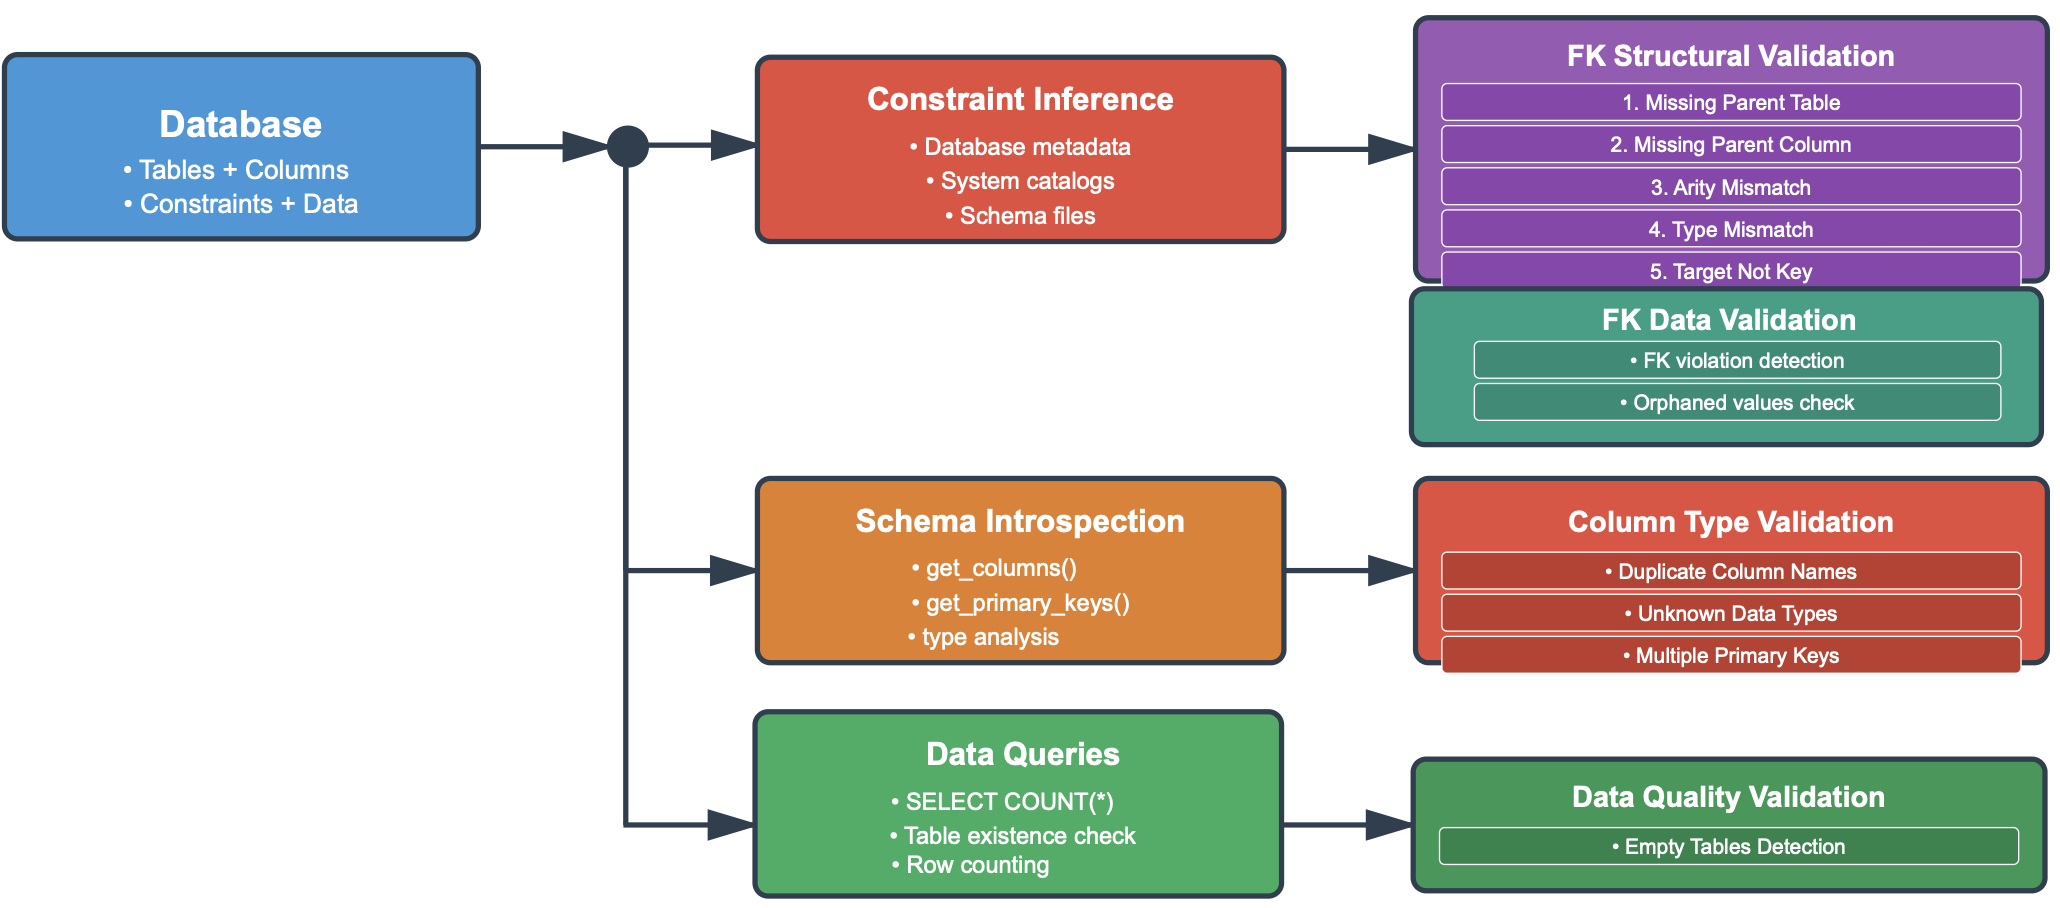 Database
• Tables + Columns
• Constraints + Data
Constraint Inference
• Database metadata
• System catalogs
• Schema files
FK Structural Validation
1. Missing Parent Table
2. Missing Parent Column
3. Arity Mismatch
4. Type Mismatch
5. Target Not Key
FK Data Validation
• FK violation detection
• Orphaned values check
Schema Introspection
• get_columns()
• get_primary_keys()
• type analysis
Column Type Validation
• Duplicate Column Names
• Unknown Data Types
• Multiple Primary Keys
Data Queries
• SELECT COUNT(*)
• Table existence check
• Row counting
Data Quality Validation
• Empty Tables Detection